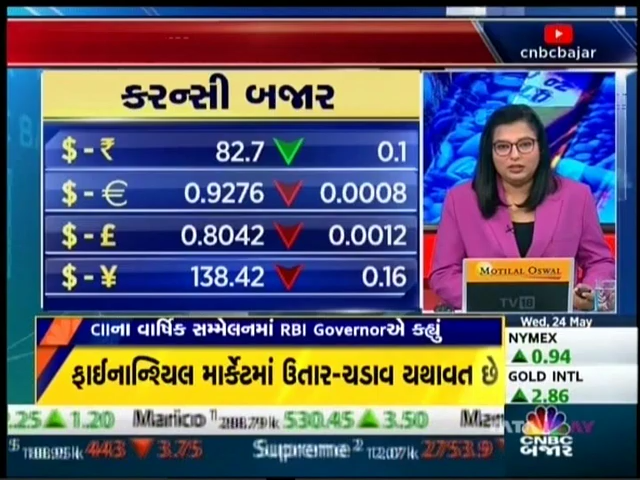 cnbcbajar
કરન્સી બજાર
$ - ₹ 82.7 0.1
$ - € 0.9276 0.0008
$ - £ 0.8042 0.0012
$ - ¥ 138.42 0.16
MOTILAL OSWAL
TV18
CIIના વાર્ષિક સમ્મેલનમાં RBI Governorએ કહ્યું
ફાઈનાન્શિયલ માર્કેટમાં ઉતાર-ચડાવ યથાવત છે
Wed, 24 May
NYMEX
0.94
GOLD INTL
2.86
.25 1.20 Marico 530.45 3.50 Mar
443 3.75 Supreme 2753.9
CNBC
બજાર